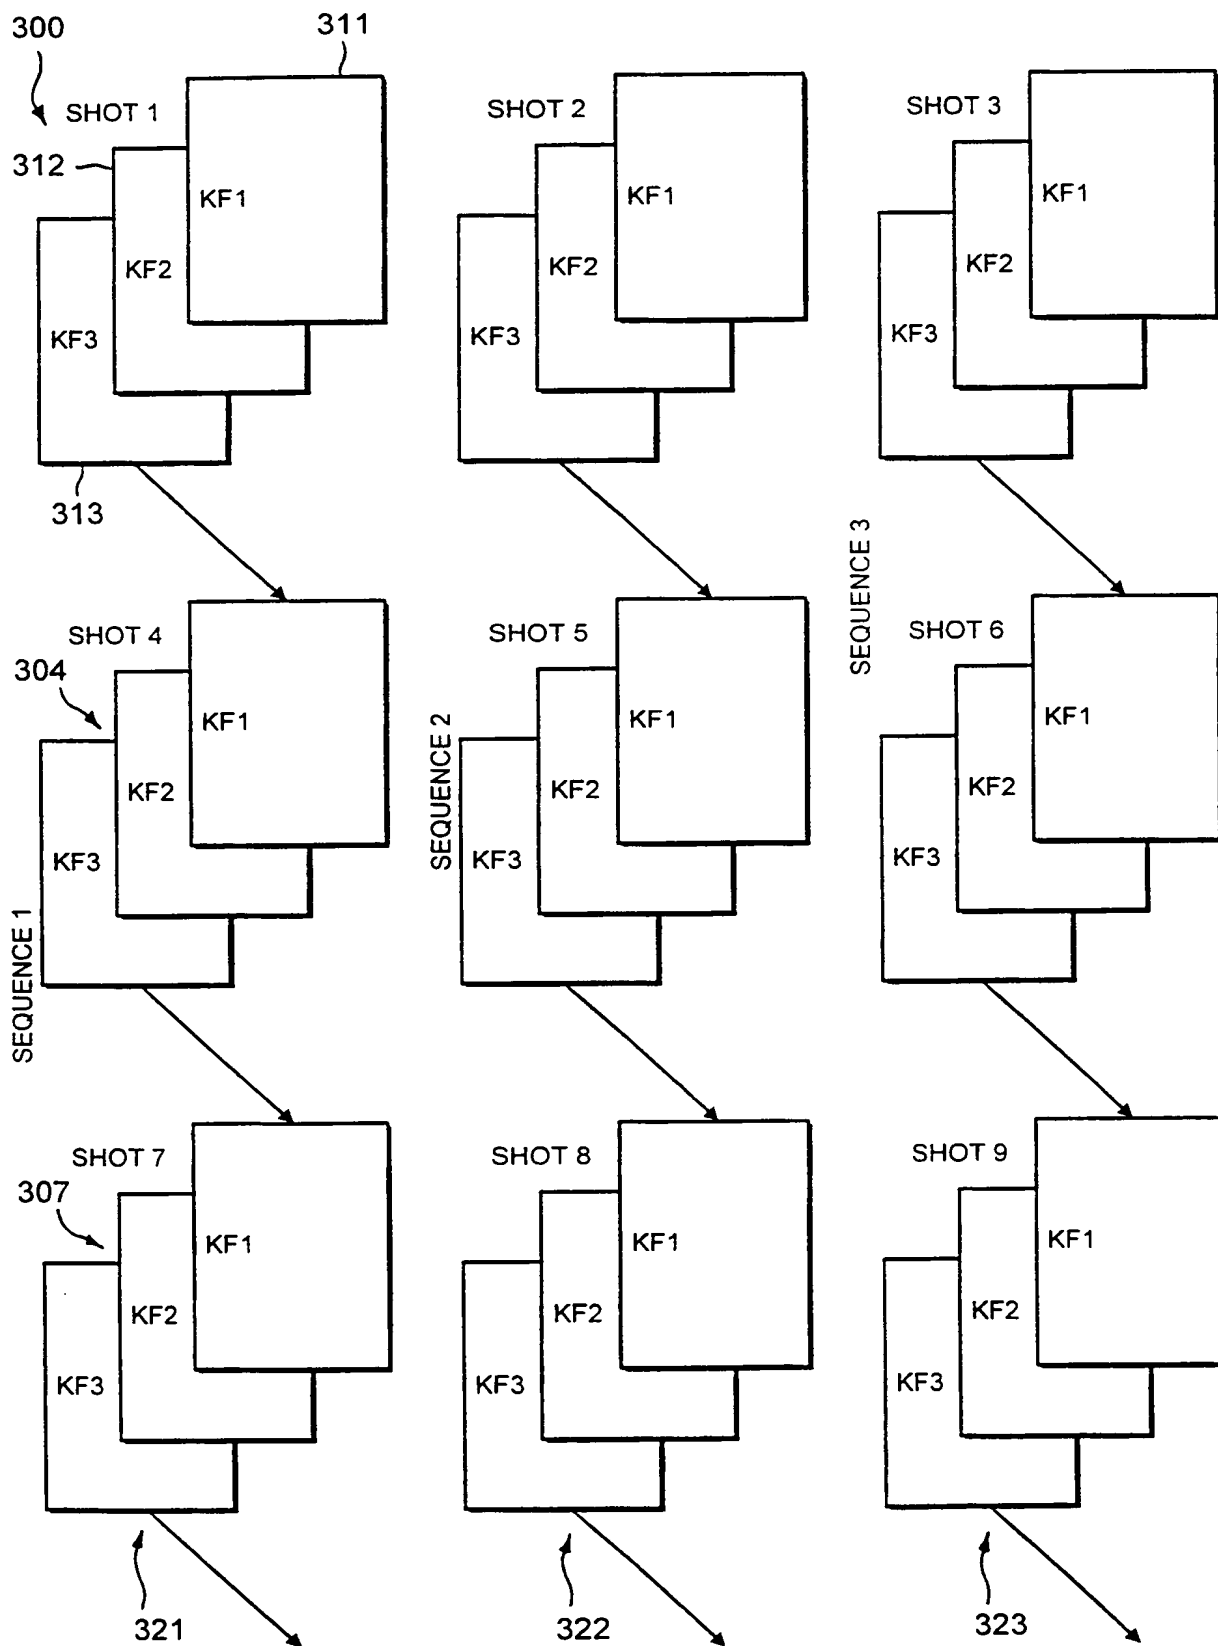 300
311
SHOT 1
SHOT 2
SHOT 3
312
KF1
KF1
KF1
KF2
KF2
KF2
KF3
KF3
KF3
313
SEQUENCE 3
SHOT 4
SHOT 5
SHOT 6
304
KF1
KF1
KF1
SEQUENCE 2
KF2
KF2
KF2
KF3
KF3
KF3
SEQUENCE 1
SHOT 7
SHOT 8
SHOT 9
307
KF1
KF1
KF1
KF2
KF2
KF2
KF3
KF3
KF3
321
322
323